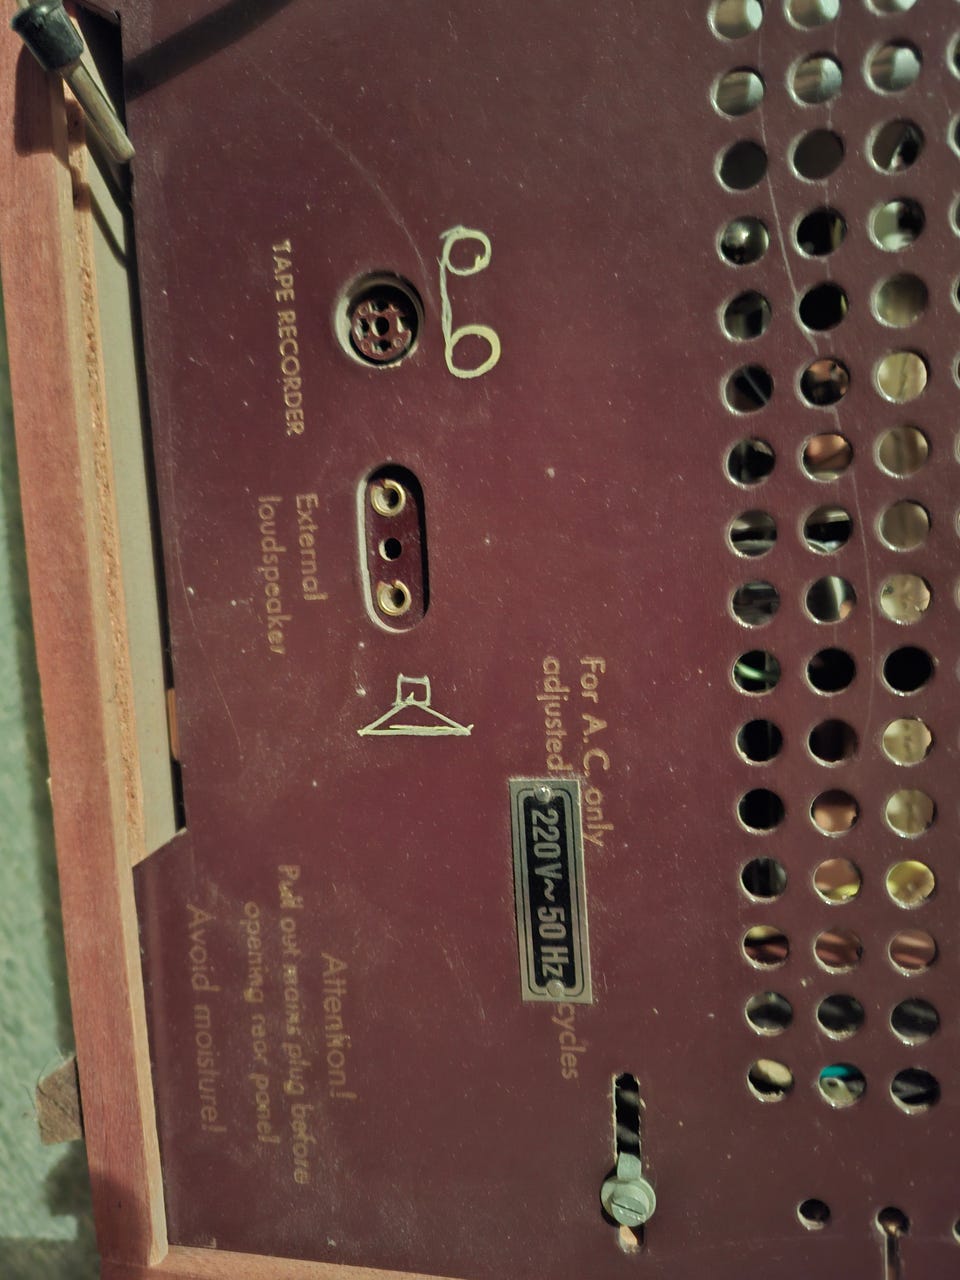 TAPE RECORDER
External
loudspeaker
For A.C. only
adjusted
220 V~ 50 Hz
cycles
Attention!
Pull out mains plug before
opening rear panel
Avoid moisture!